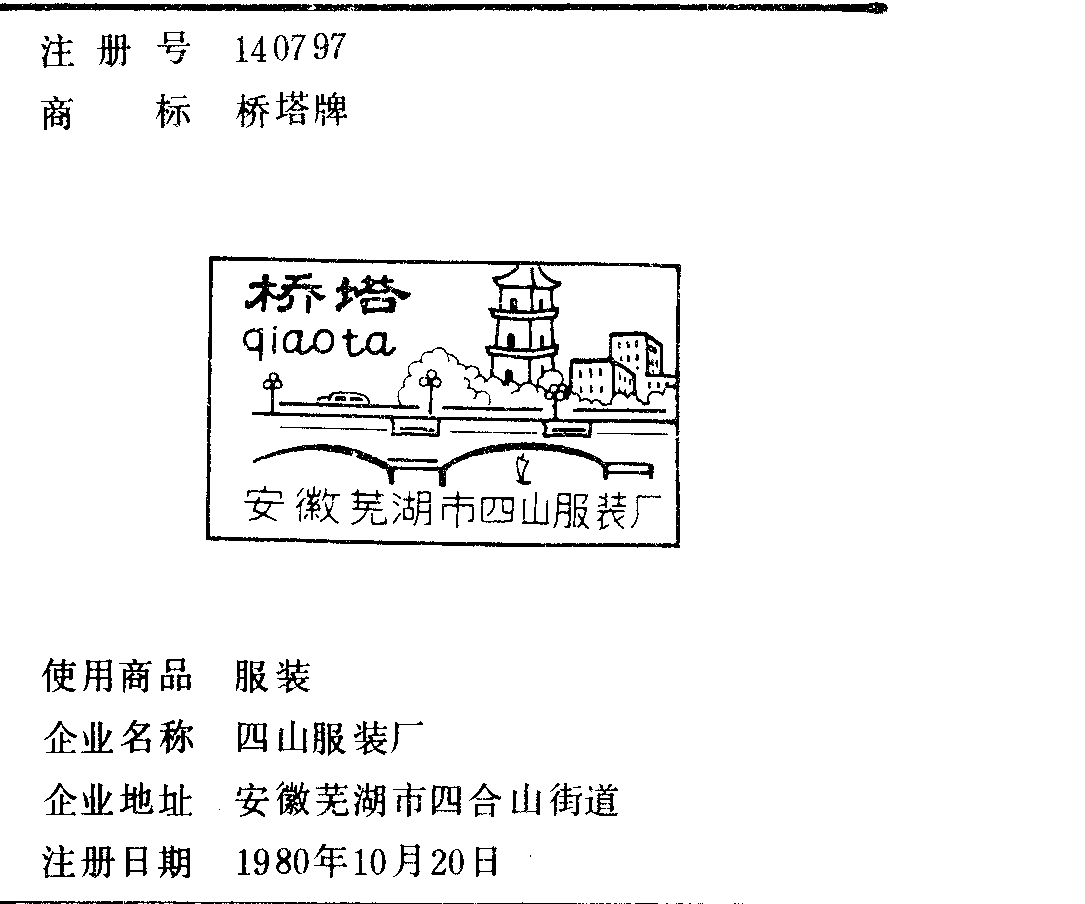 注册号 140797
商标 桥塔牌
桥塔
qiaota
安徽芜湖市四山服装厂
使用商品 服装
企业名称 四山服装厂
企业地址 安徽芜湖市四合山街道
注册日期 1980年10月20日